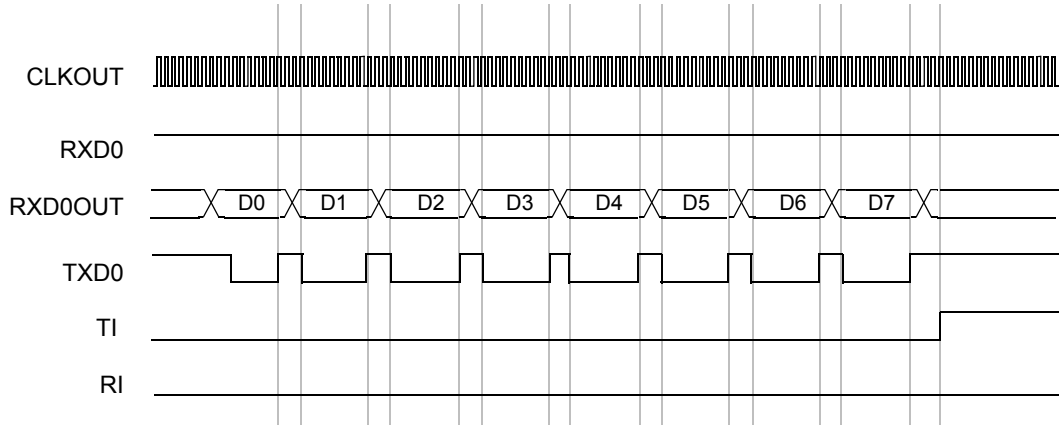 CLKOUT
RXD0
RXD0OUT D0 D1 D2 D3 D4 D5 D6 D7
TXD0
TI
RI